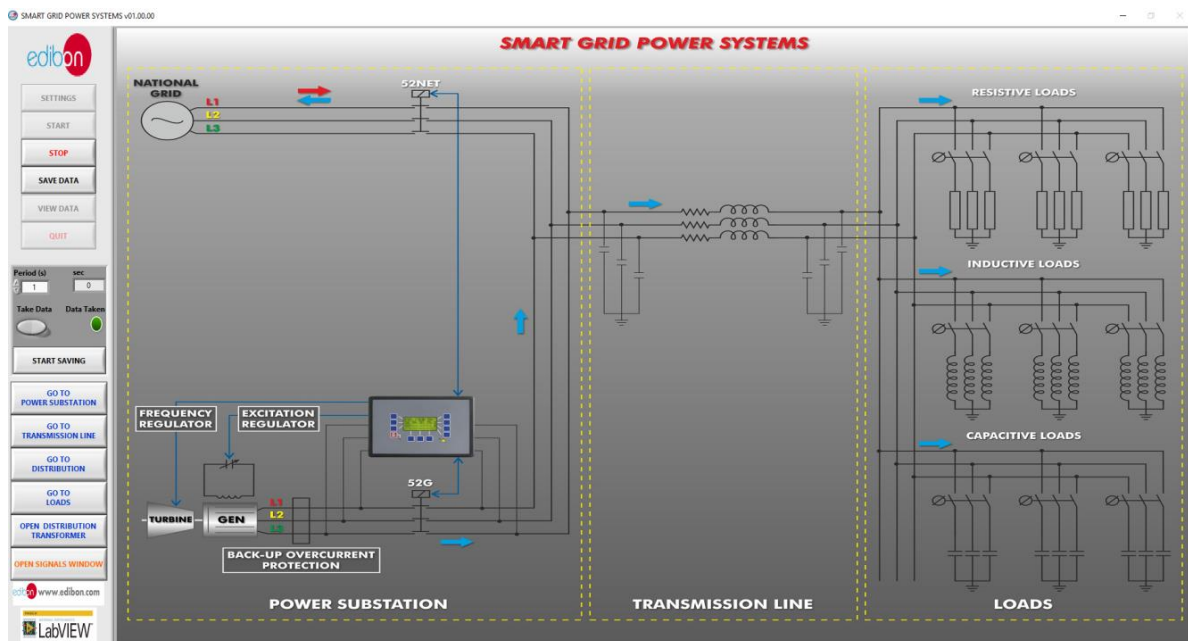 SMART GRID POWER SYSTEMS v01.00.00
edibon
SETTINGS
START
STOP
SAVE DATA
VIEW DATA
QUIT
Period (s)
sec
1
0
Take Data
Data Taken
START SAVING
GO TO
POWER SUBSTATION
GO TO
TRANSMISSION LINE
GO TO
DISTRIBUTION
GO TO
LOADS
OPEN DISTRIBUTION
TRANSFORMER
OPEN SIGNALS WINDOW
edibon www.edibon.com
LabVIEW
SMART GRID POWER SYSTEMS
NATIONAL
GRID
L1
L2
L3
52NET
FREQUENCY
REGULATOR
EXCITATION
REGULATOR
52G
TURBINE
GEN
L1
L2
L3
BACK-UP OVERCURRENT
PROTECTION
POWER SUBSTATION
TRANSMISSION LINE
RESISTIVE LOADS
INDUCTIVE LOADS
CAPACITIVE LOADS
LOADS